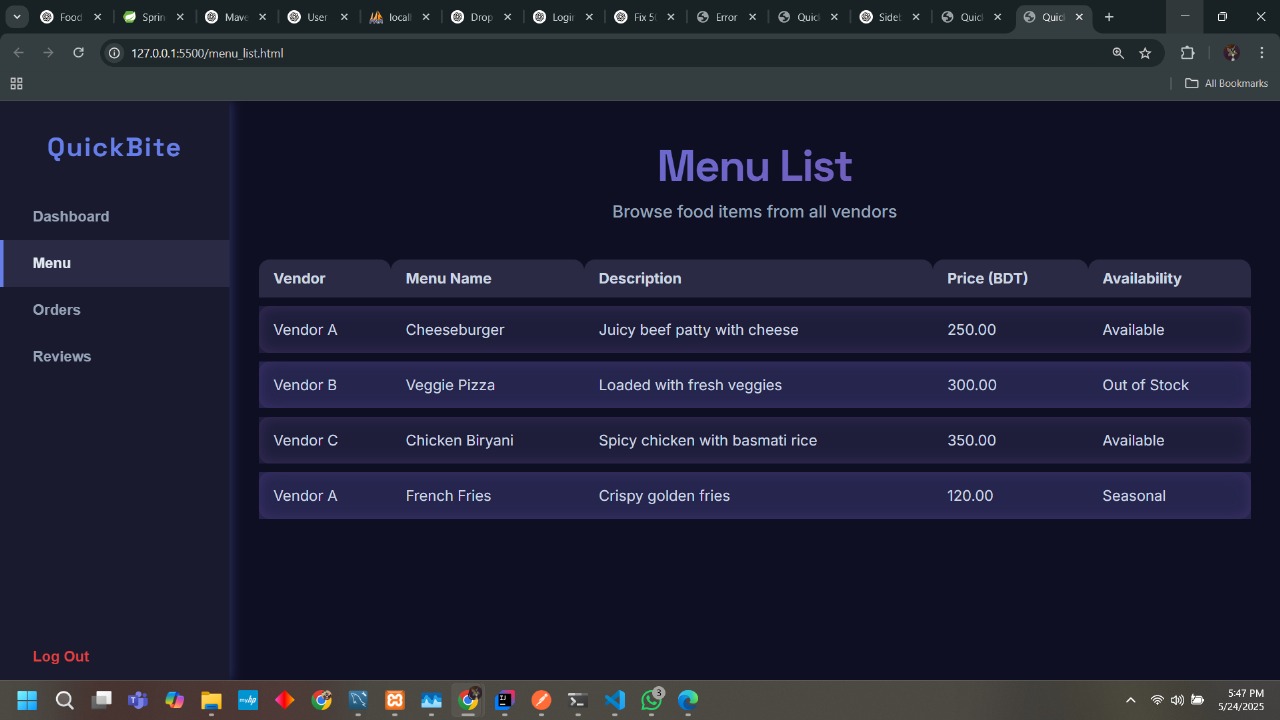 Food
Sprin
Mave
User
locall
Drop
Login
Fix 5
Error
Quic
Sidel
Quic
Quic
127.0.0.1:5500/menu_list.html
All Bookmarks
QuickBite
Dashboard
Menu
Orders
Reviews
Log Out
Menu List
Browse food items from all vendors
Vendor Menu Name Description Price (BDT) Availability
Vendor A Cheeseburger Juicy beef patty with cheese 250.00 Available
Vendor B Veggie Pizza Loaded with fresh veggies 300.00 Out of Stock
Vendor C Chicken Biryani Spicy chicken with basmati rice 350.00 Available
Vendor A French Fries Crispy golden fries 120.00 Seasonal
myhp
3
5:47 PM
5/24/2025